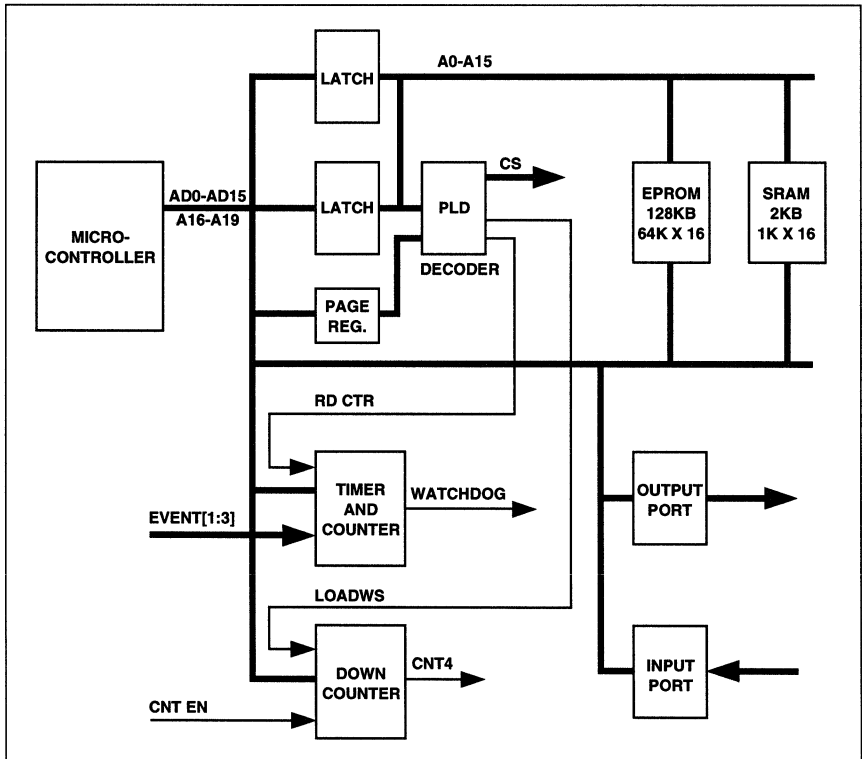 A0-A15
LATCH
CS
AD0-AD15
A16-A19
MICRO-
CONTROLLER
LATCH
PLD
DECODER
EPROM
128KB
64K X 16
SRAM
2KB
1K X 16
PAGE
REG.
RD CTR
TIMER
AND
COUNTER
WATCHDOG
EVENT[1:3]
OUTPUT
PORT
LOADWS
DOWN
COUNTER
CNT4
CNT EN
INPUT
PORT